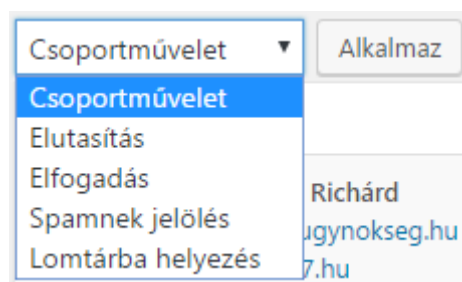 Csoportművelet Alkalmaz
Csoportművelet
Elutasítás
Elfogadás
Richárd
Spamnek jelölés
ugynokseg.hu
Lomtárba helyezés
7.hu